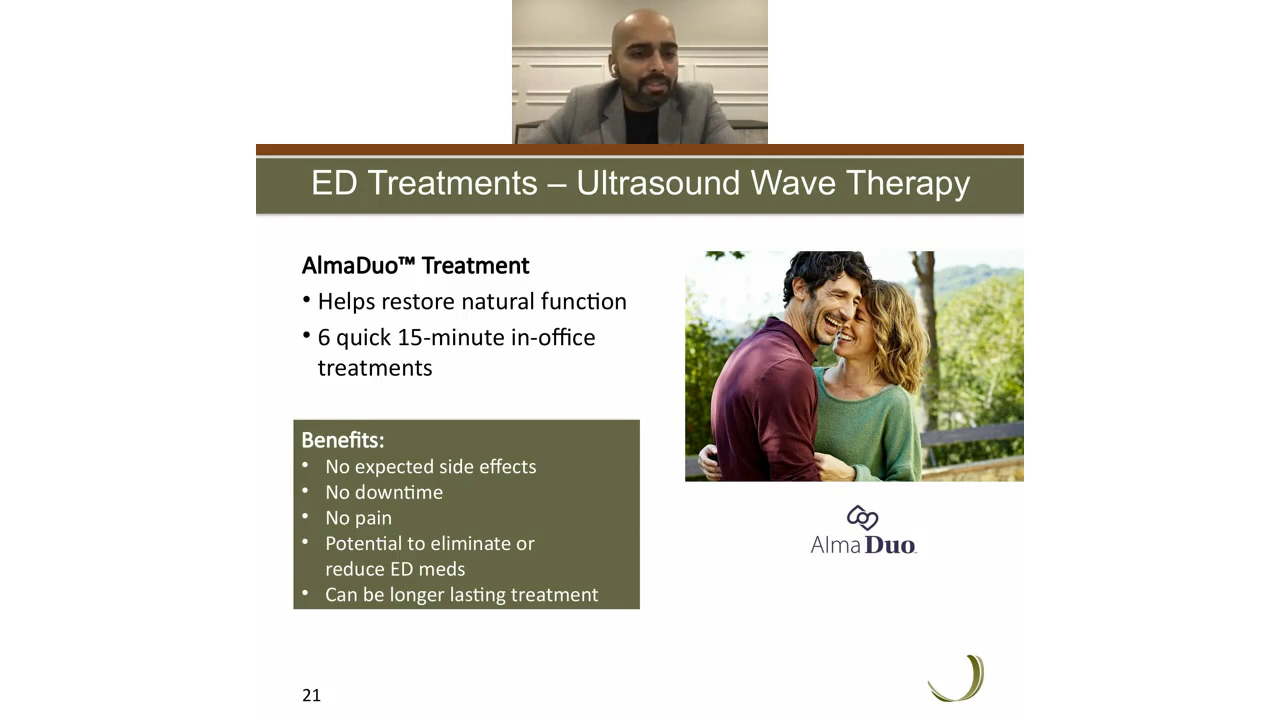 ED Treatments – Ultrasound Wave Therapy
AlmaDuo™ Treatment
• Helps restore natural function
• 6 quick 15-minute in-office
treatments
Benefits:
• No expected side effects
• No downtime
• No pain
• Potential to eliminate or
reduce ED meds
• Can be longer lasting treatment
Alma Duo
21